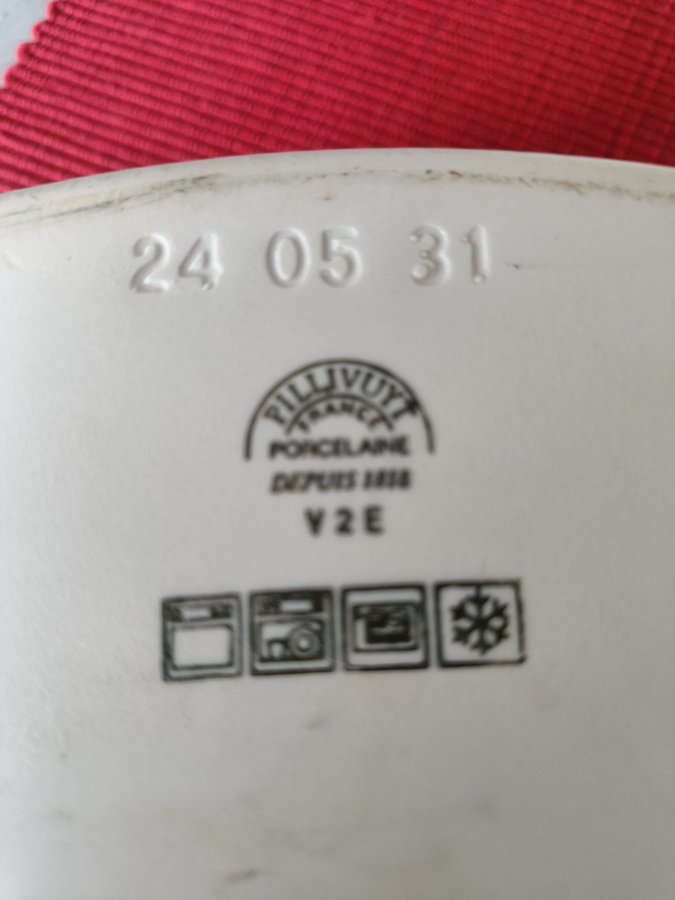 24 05 31
PILLIVUYT
FRANCE
PORCELAINE
DEPUIS 1818
V2E